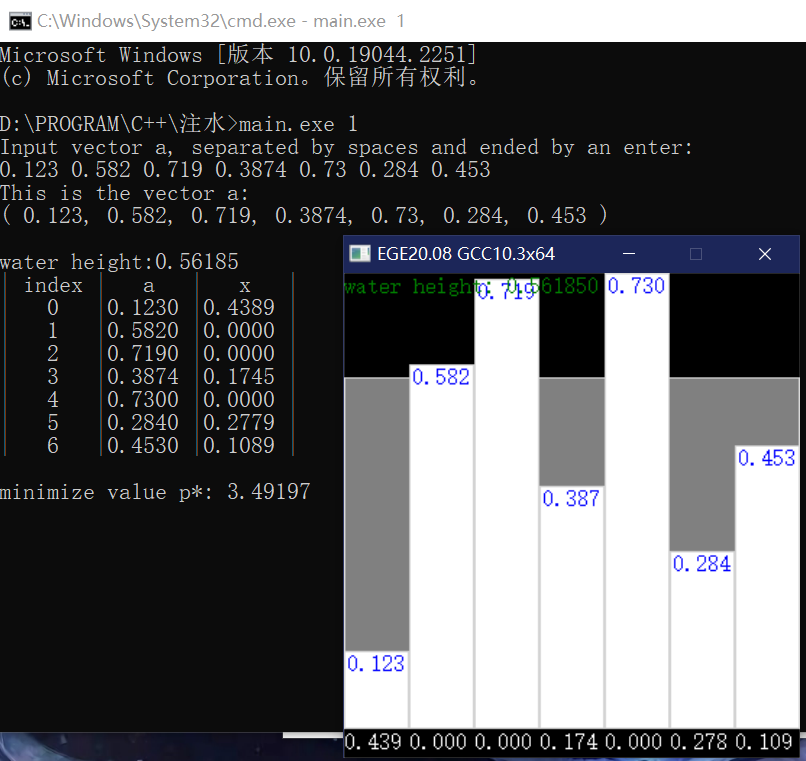 C:\Windows\System32\cmd.exe - main.exe 1
Microsoft Windows [版本 10.0.19044.2251]
(c) Microsoft Corporation。保留所有权利。
D:\PROGRAM\C++\注水>main.exe 1
Input vector a, separated by spaces and ended by an enter:
0.123 0.582 0.719 0.3874 0.73 0.284 0.453
This is the vector a:
( 0.123, 0.582, 0.719, 0.3874, 0.73, 0.284, 0.453 )
water height:0.56185
index a x
0 0.1230 0.4389
1 0.5820 0.0000
2 0.7190 0.0000
3 0.3874 0.1745
4 0.7300 0.0000
5 0.2840 0.2779
6 0.4530 0.1089
minimize value p*: 3.49197
EGE20.08 GCC10.3x64
water height: 0.561850
0.719
0.730
0.582
0.453
0.387
0.284
0.123
0.439 0.000 0.000 0.174 0.000 0.278 0.109